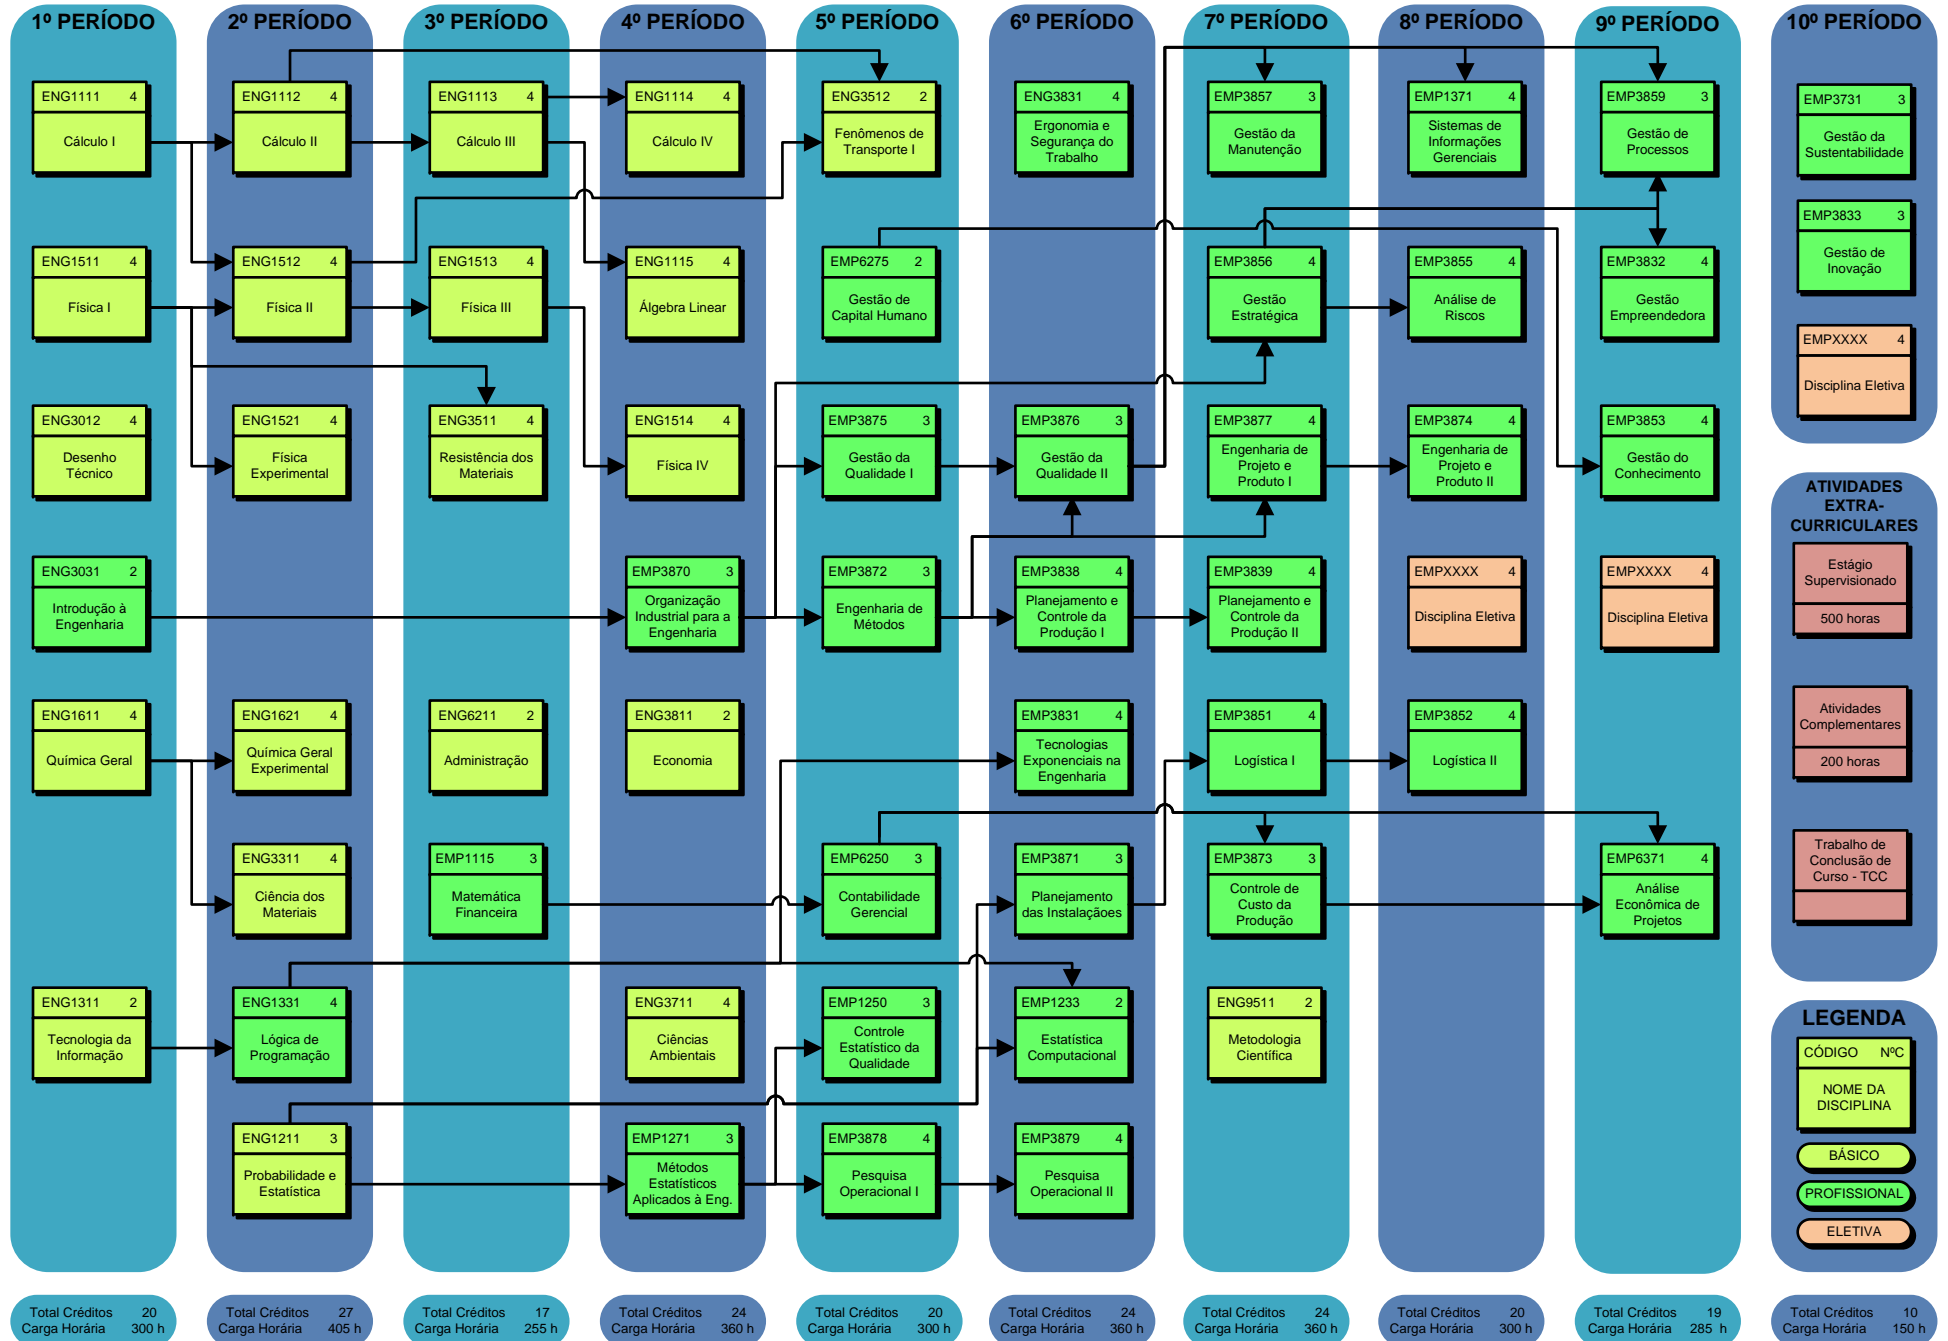 1º PERÍODO
ENG1111 4
Cálculo I
ENG1511 4
Física I
ENG3012 4
Desenho
Técnico
ENG3031 2
Introdução à
Engenharia
ENG1611 4
Química Geral
ENG1311 2
Tecnologia da
Informação
Total Créditos 20
Carga Horária 300 h
2º PERÍODO
ENG1112 4
Cálculo II
ENG1512 4
Física II
ENG1521 4
Física
Experimental
ENG1621 4
Química Geral
Experimental
ENG3311 4
Ciência dos
Materiais
ENG1331 4
Lógica de
Programação
ENG1211 3
Probabilidade e
Estatística
Total Créditos 27
Carga Horária 405 h
3º PERÍODO
ENG1113 4
Cálculo III
ENG1513 4
Física III
ENG3511 4
Resistência dos
Materiais
ENG6211 2
Administração
EMP1115 3
Matemática
Financeira
Total Créditos 17
Carga Horária 255 h
4º PERÍODO
ENG1114 4
Cálculo IV
ENG1115 4
Álgebra Linear
ENG1514 4
Física IV
EMP3870 3
Organização
Industrial para a
Engenharia
ENG3811 2
Economia
ENG3711 4
Ciências
Ambientais
EMP1271 3
Métodos
Estatísticos
Aplicados à Eng.
Total Créditos 24
Carga Horária 360 h
5º PERÍODO
ENG3512 2
Fenômenos de
Transporte I
EMP6275 2
Gestão de
Capital Humano
EMP3875 3
Gestão da
Qualidade I
EMP3872 3
Engenharia de
Métodos
EMP6250 3
Contabilidade
Gerencial
EMP1250 3
Controle
Estatístico da
Qualidade
EMP3878 4
Pesquisa
Operacional I
Total Créditos 20
Carga Horária 300 h
6º PERÍODO
ENG3831 4
Ergonomia e
Segurança do
Trabalho
EMP3876 3
Gestão da
Qualidade II
EMP3838 4
Planejamento e
Controle da
Produção I
EMP3831 4
Tecnologias
Exponenciais na
Engenharia
EMP3871 3
Planejamento
das Instalaçãoes
EMP1233 2
Estatística
Computacional
EMP3879 4
Pesquisa
Operacional II
Total Créditos 24
Carga Horária 360 h
7º PERÍODO
EMP3857 3
Gestão da
Manutenção
EMP3856 4
Gestão
Estratégica
EMP3877 4
Engenharia de
Projeto e
Produto I
EMP3839 4
Planejamento e
Controle da
Produção II
EMP3851 4
Logística I
EMP3873 3
Controle de
Custo da
Produção
ENG9511 2
Metodologia
Científica
Total Créditos 24
Carga Horária 360 h
8º PERÍODO
EMP1371 4
Sistemas de
Informações
Gerenciais
EMP3855 4
Análise de
Riscos
EMP3874 4
Engenharia de
Projeto e
Produto II
EMPXXXX 4
Disciplina Eletiva
EMP3852 4
Logística II
Total Créditos 20
Carga Horária 300 h
9º PERÍODO
EMP3859 3
Gestão de
Processos
EMP3832 4
Gestão
Empreendedora
EMP3853 4
Gestão do
Conhecimento
EMPXXXX 4
Disciplina Eletiva
EMP6371 4
Análise
Econômica de
Projetos
Total Créditos 19
Carga Horária 285 h
10º PERÍODO
EMP3731 3
Gestão da
Sustentabilidade
EMP3833 3
Gestão de
Inovação
EMPXXXX 4
Disciplina Eletiva
ATIVIDADES
EXTRA-
CURRICULARES
Estágio
Supervisionado
500 horas
Atividades
Complementares
200 horas
Trabalho de
Conclusão de
Curso - TCC
LEGENDA
CÓDIGO NºC
NOME DA
DISCIPLINA
BÁSICO
PROFISSIONAL
ELETIVA
Total Créditos 10
Carga Horária 150 h